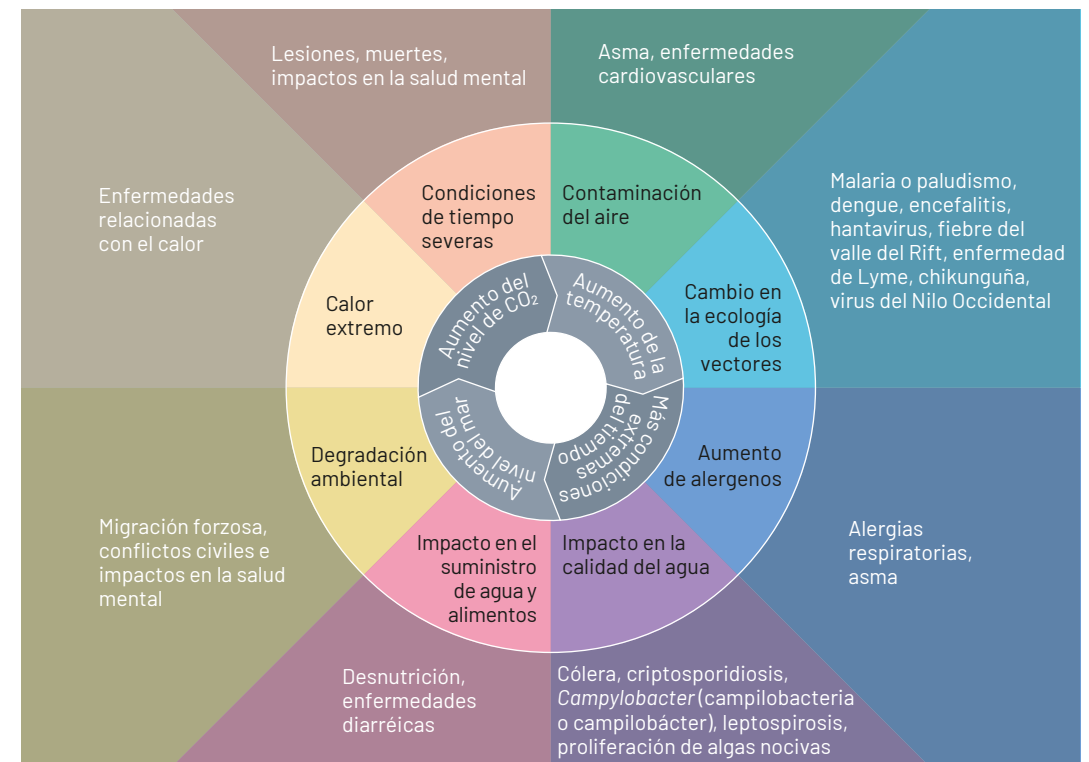 Lesiones, muertes,
impactos en la salud mental
Asma, enfermedades
cardiovasculares
Enfermedades
relacionadas
con el calor
Condiciones
de tiempo
severas
Contaminación
del aire
Malaria o paludismo,
dengue, encefalitis,
hantavirus, fiebre del
valle del Rift, enfermedad
de Lyme, chikunguña,
virus del Nilo Occidental
Calor
extremo
Aumento del
nivel de CO₂
Aumento de la
temperatura
Cambio en
la ecología
de los
vectores
Degradación
ambiental
Aumento del
nivel del mar
Más condiciones
extremas
del tiempo
Aumento
de alergenos
Migración forzosa,
conflictos civiles e
impactos en la salud
mental
Impacto en el
suministro
de agua y
alimentos
Impacto en la
calidad del agua
Alergias
respiratorias,
asma
Desnutrición,
enfermedades
diarréicas
Cólera, criptosporidiosis,
Campylobacter (campilobacteria
o campilobácter), leptospirosis,
proliferación de algas nocivas